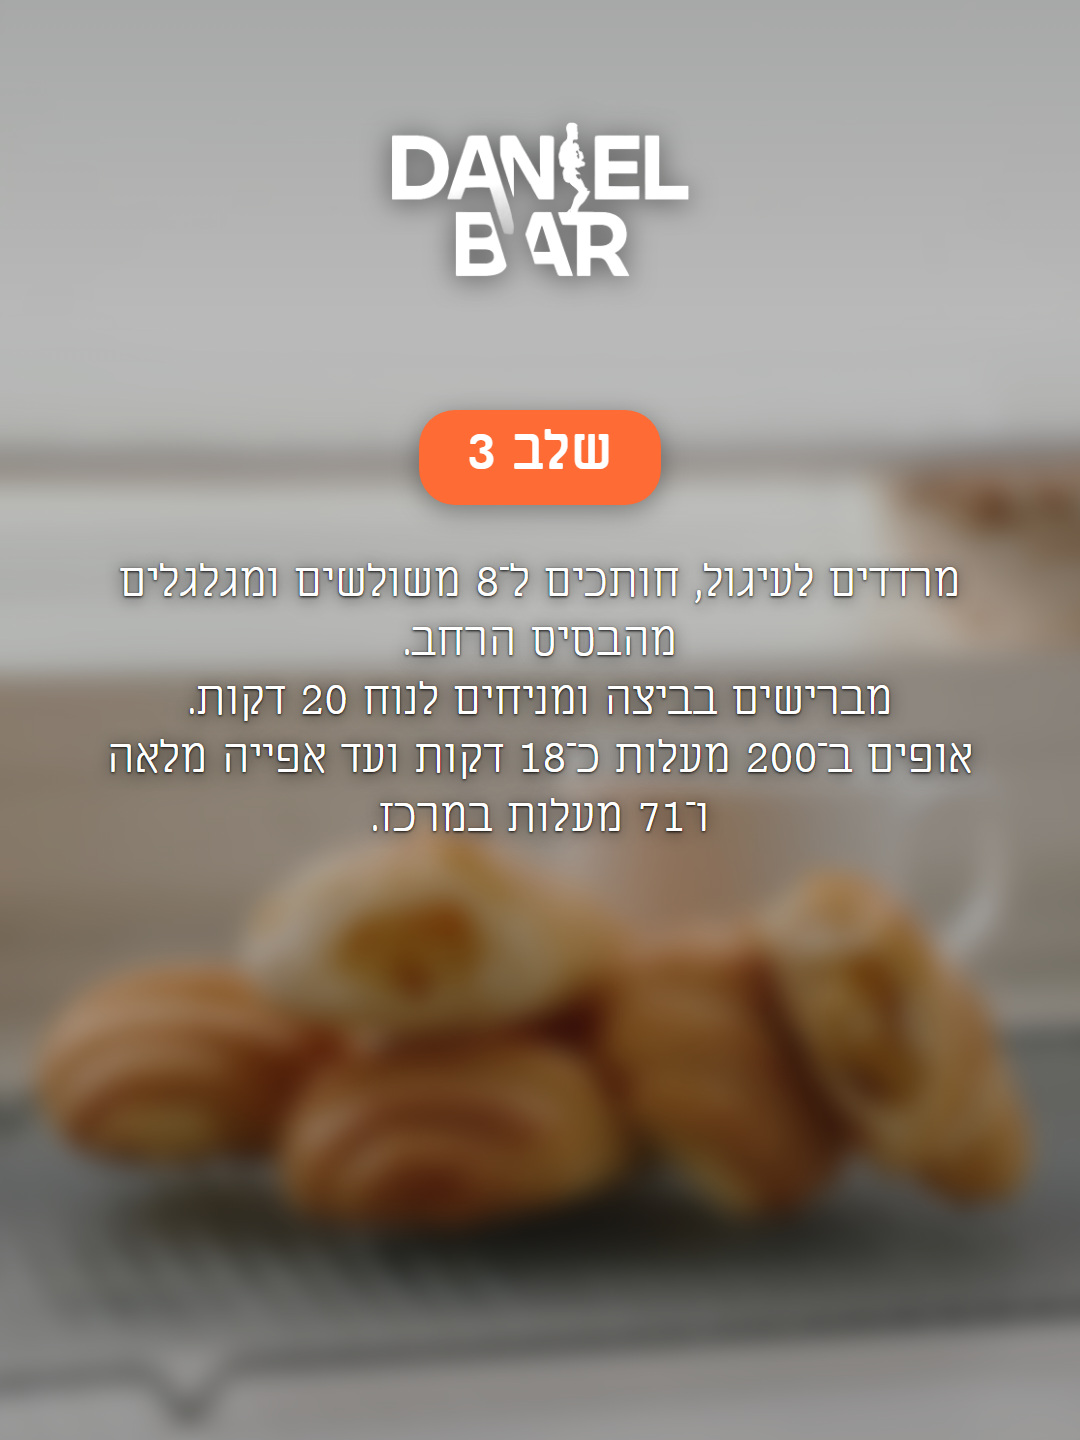 DANIEL
BAR
שלב 3
מרדדים לעיגול, חותכים ל־8 משולשים ומגלגלים
מהבסיס הרחב.
מברישים בביצה ומניחים לנוח 20 דקות.
אופים ב־200 מעלות כ־18 דקות ועד אפייה מלאה
ו־71 מעלות במרכז.